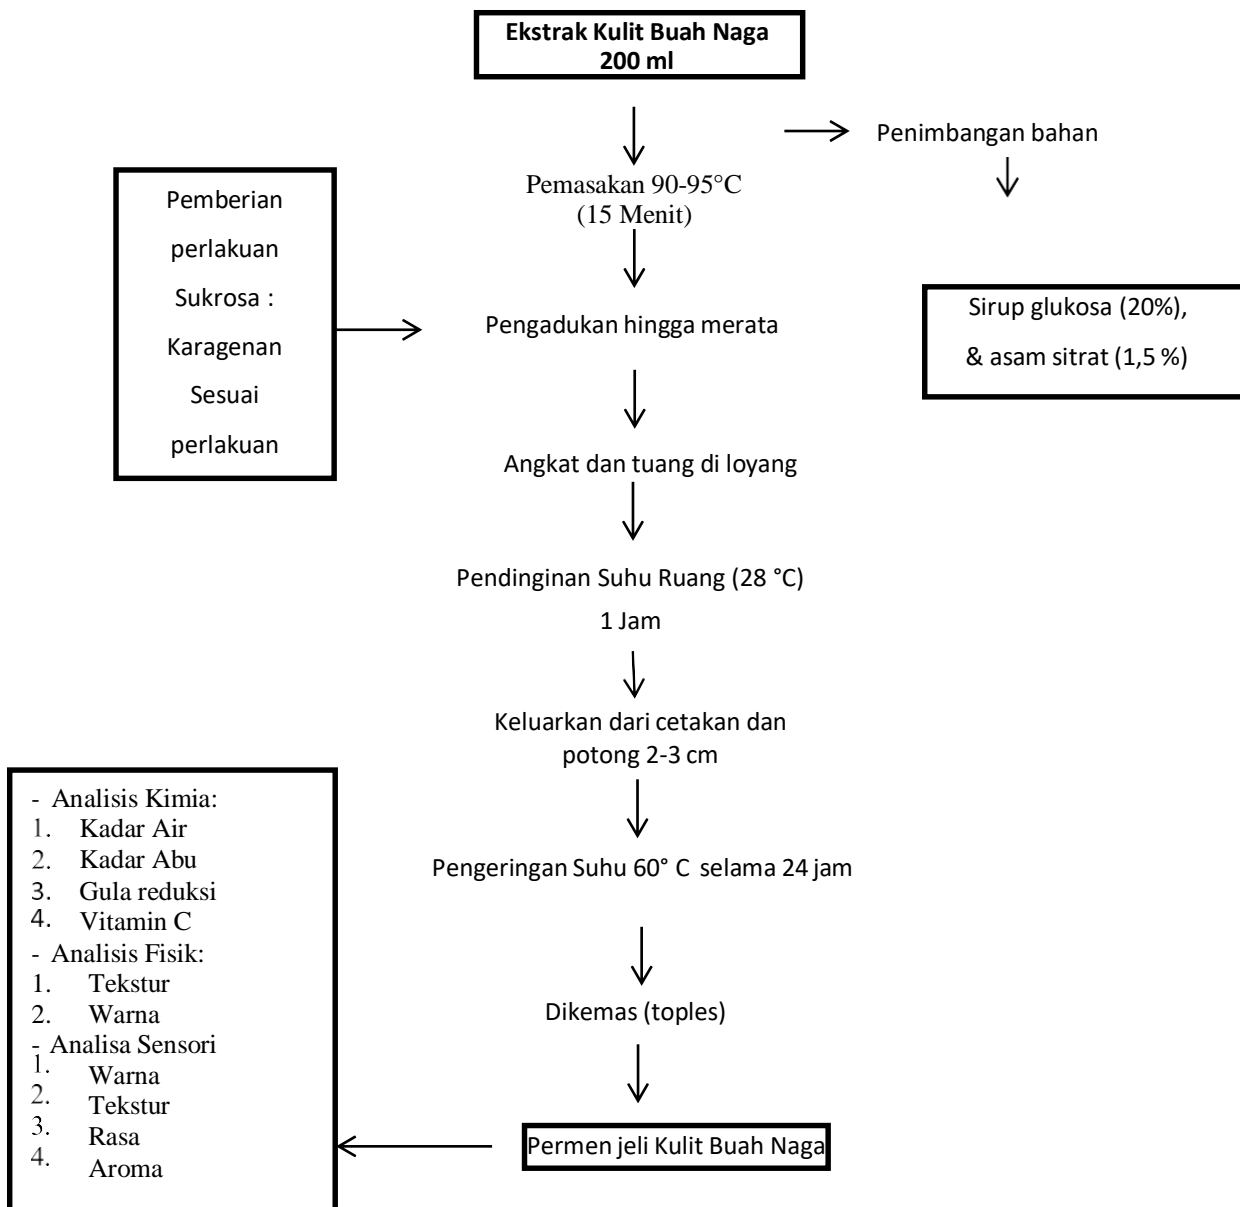 Ekstrak Kulit Buah Naga
200 ml
Penimbangan bahan
Pemasakan 90-95°C
(15 Menit)
Pemberian
perlakuan
Sukrosa :
Karagenan
Sesuai
perlakuan
Sirup glukosa (20%),
& asam sitrat (1,5 %)
Pengadukan hingga merata
Angkat dan tuang di loyang
Pendinginan Suhu Ruang (28 °C)
1 Jam
Keluarkan dari cetakan dan
potong 2-3 cm
Pengeringan Suhu 60° C selama 24 jam
Dikemas (toples)
Permen jeli Kulit Buah Naga
- Analisis Kimia:
1. Kadar Air
2. Kadar Abu
3. Gula reduksi
4. Vitamin C
- Analisis Fisik:
1. Tekstur
2. Warna
- Analisa Sensori
1. Warna
2. Tekstur
3. Rasa
4. Aroma